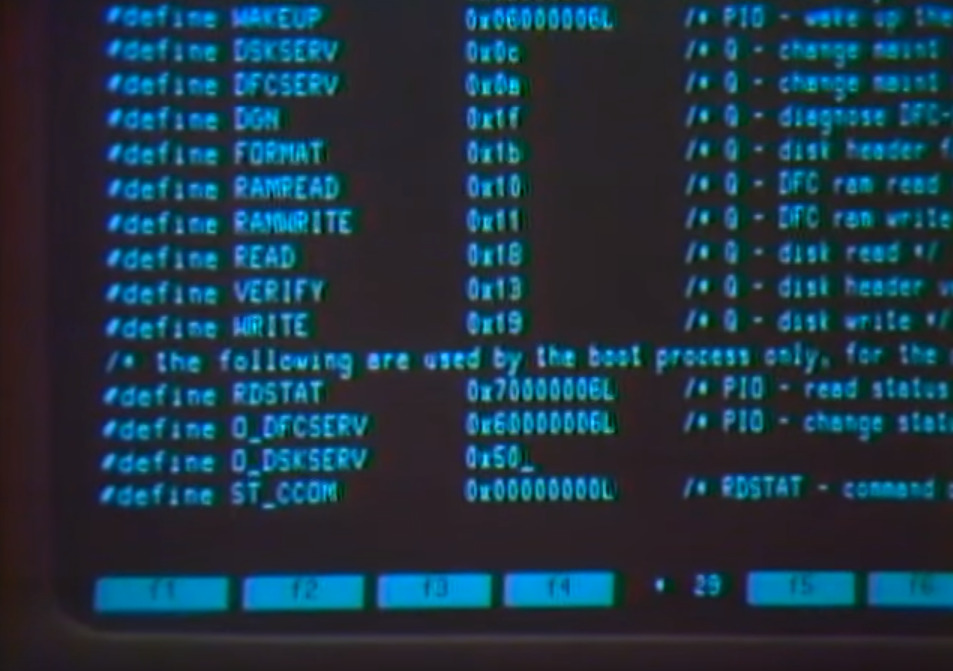 #define WAKEUP 0x06000006L /* PIO - wake up the
#define DSKSERV 0x0c /* Q - change maint
#define DFCSERV 0x0a /* Q - change maint
#define DGN 0x1f /* Q - diagnose DFC-
#define FORMAT 0x1b /* Q - disk header f
#define RAMREAD 0x10 /* Q - DFC ram read
#define RAMWRITE 0x11 /* Q - DFC ram write
#define READ 0x18 /* Q - disk read */
#define VERIFY 0x13 /* Q - disk header v
#define WRITE 0x19 /* Q - disk write */
/* the following are used by the boot process only, for the
#define RDSTAT 0x70000006L /* PIO - read status
#define O_DFCSERV 0x60000006L /* PIO - change stat
#define O_DSKSERV 0x50_
#define ST_CCOM 0x00000000L /* RDSTAT - command
f1 f2 f3 f4 * 29 f5 f6